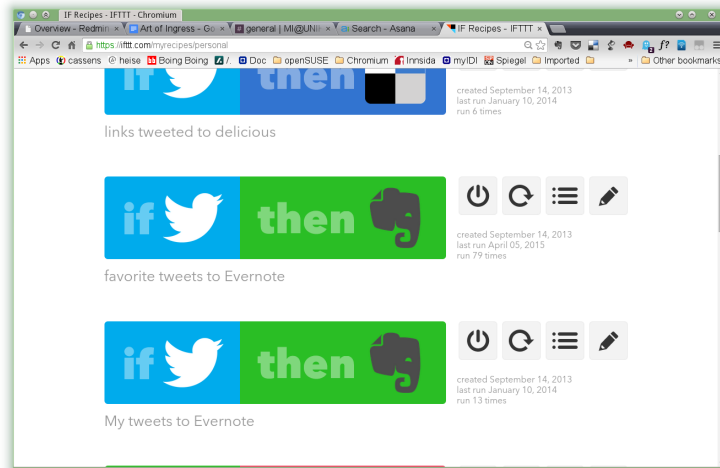 IF Recipes - IFTTT - Chromium
Overview - Redmin
Art of Ingress - Go
general | MI@UNI
Search - Asana
IF Recipes - IFTTT
https://ifttt.com/myrecipes/personal
f?
Apps
cassens
heise
Boing Boing
/.
Doc
openSUSE
Chromium
Innsida
myIDI
Spiegel
Imported
»
Other bookmarks
if then
created September 14, 2013
last run January 10, 2014
run 6 times
links tweeted to delicious
if then
created September 14, 2013
last run April 05, 2015
run 79 times
favorite tweets to Evernote
if then
created September 14, 2013
last run January 10, 2014
run 13 times
My tweets to Evernote